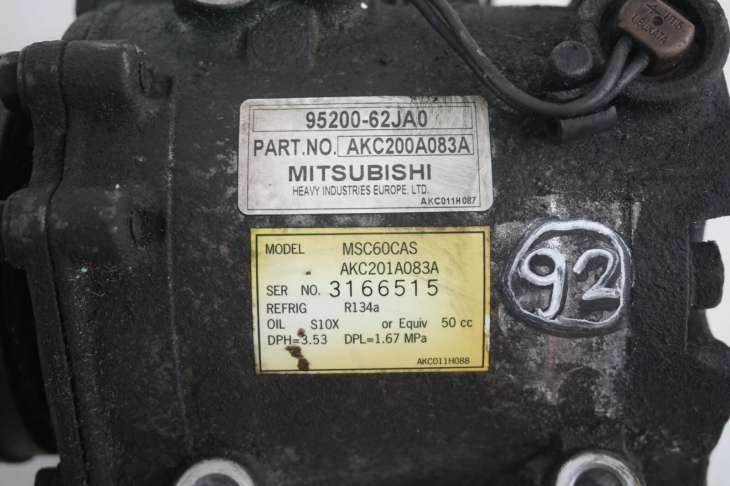 95200-62JA0
PART.NO. AKC200A083A
MITSUBISHI
HEAVY INDUSTRIES EUROPE, LTD.
AKC011H087
MODEL MSC60CAS
AKC201A083A
SER NO. 3166515
REFRIG R134a
OIL S10X or Equiv 50 cc
DPH=3.53 DPL=1.67 MPa
AKC011H088
92